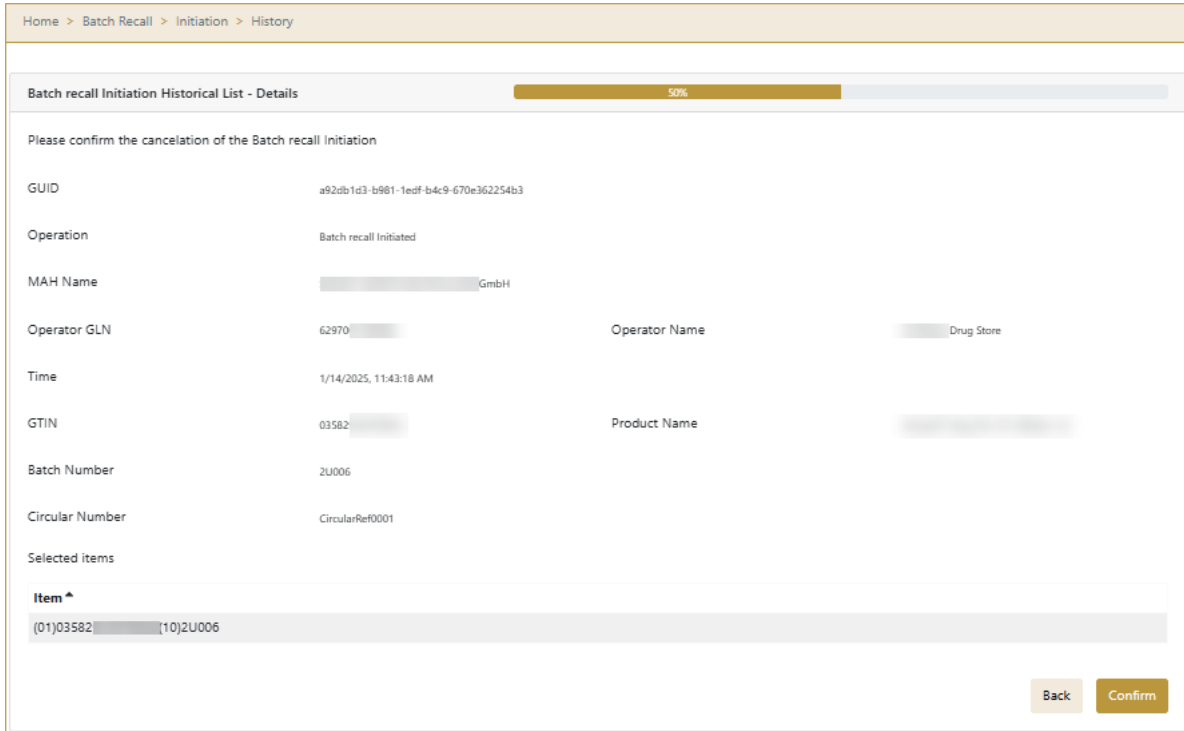 Home > Batch Recall > Initiation > History
Batch recall Initiation Historical List - Details 50%
Please confirm the cancelation of the Batch recall Initiation
GUID a92db1d3-b981-1edf-b4c9-670e362254b3
Operation Batch recall Initiated
MAH Name GmbH
Operator GLN 62970 Operator Name Drug Store
Time 1/14/2025, 11:43:18 AM
GTIN 03582 Product Name
Batch Number 2U006
Circular Number CircularRef0001
Selected items
Item
(01)03582 (10)2U006
Back Confirm